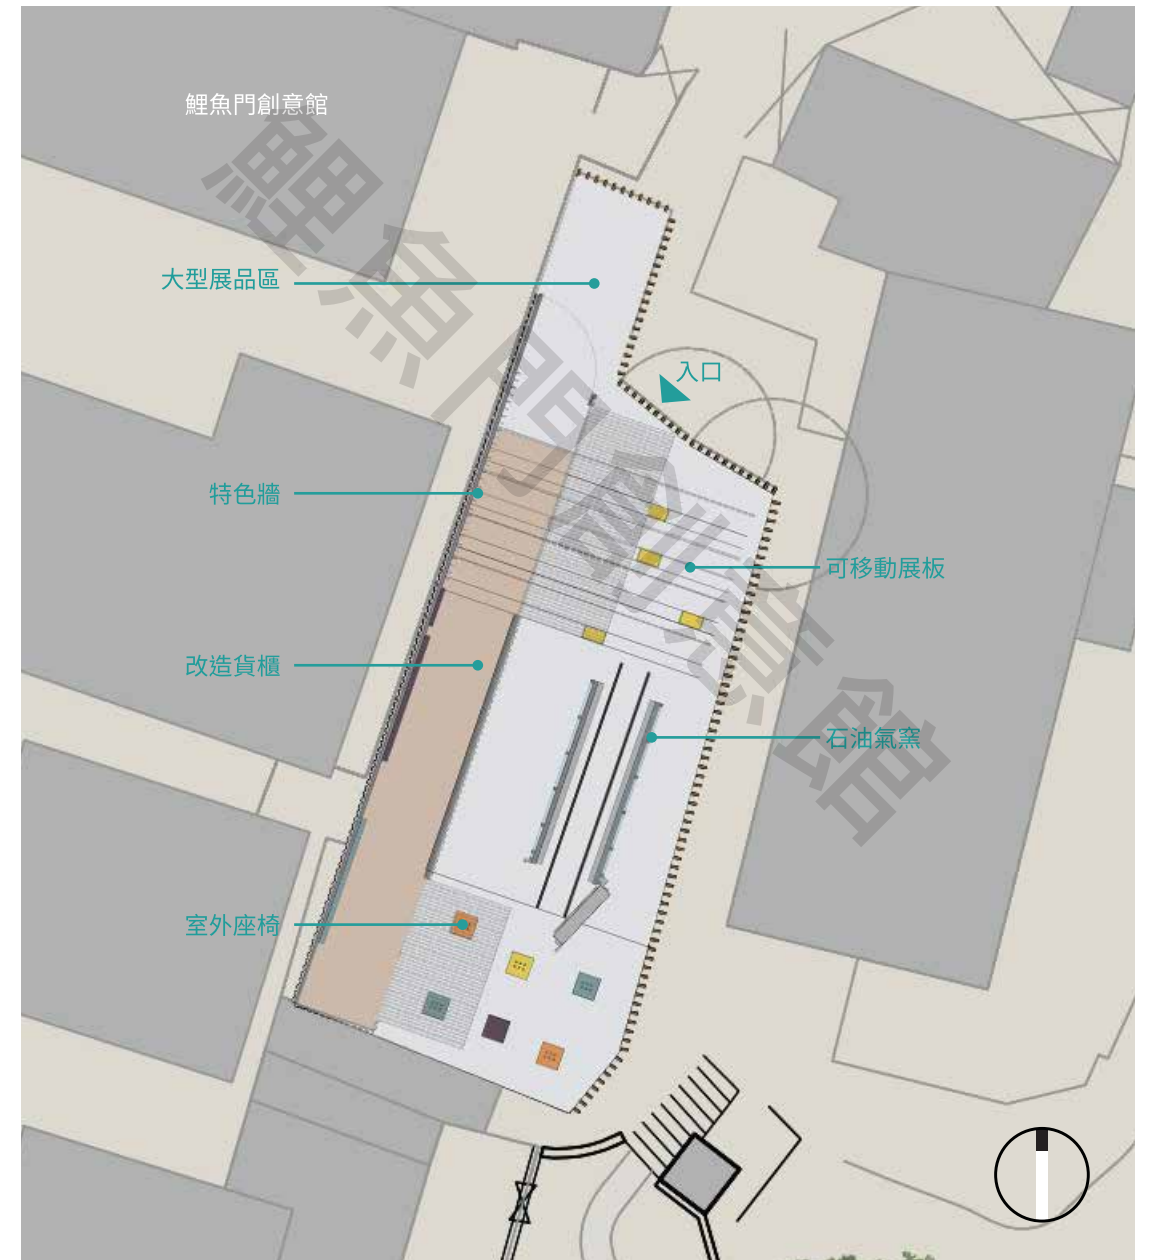 鯉魚門創意館
鯉魚門創意館
大型展品區
入口
特色牆
可移動展板
改造貨櫃
石油氣窑
室外座椅